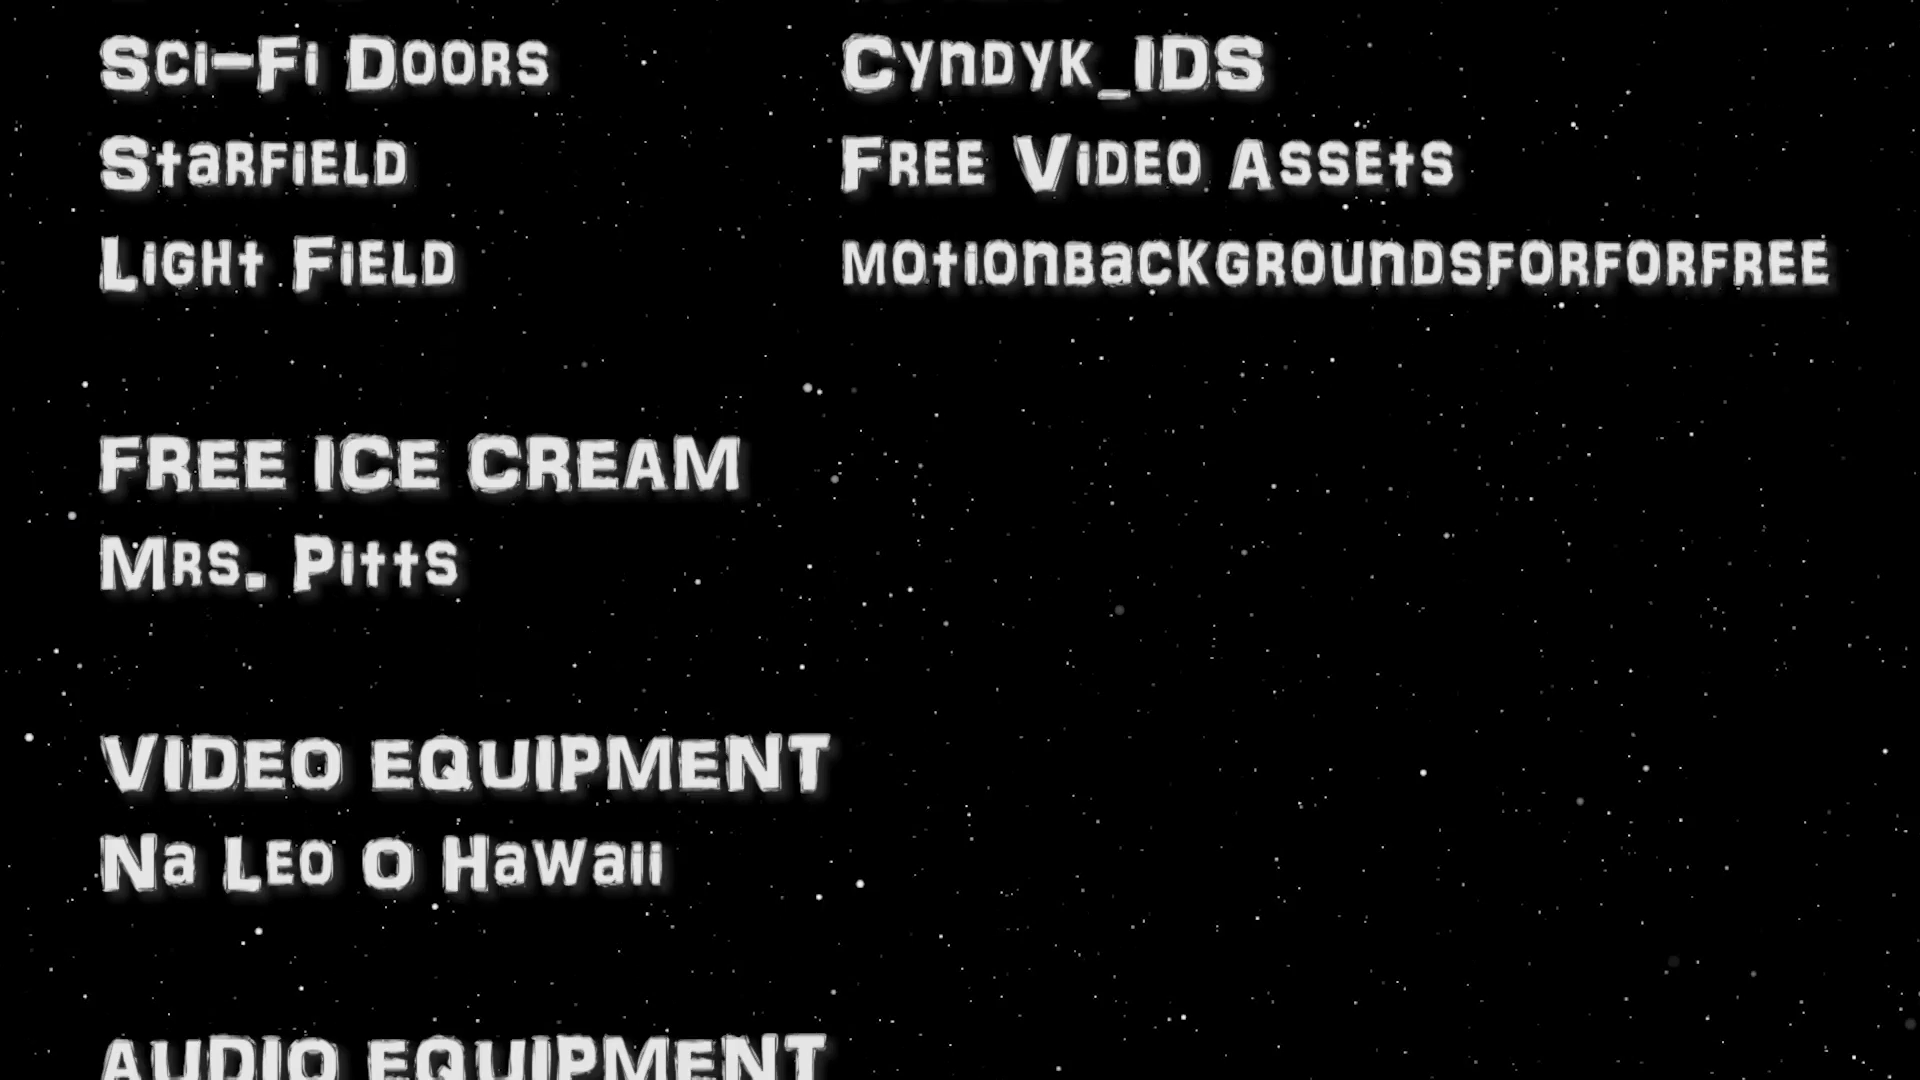 Sci-Fi Doors Cyndyk_IDS
Starfield Free Video Assets
Light Field motionbackgroundsforforfree
FREE ICE CREAM
Mrs. Pitts
VIDEO EQUIPMENT
Na Leo O Hawaii
AUDIO EQUIPMENT